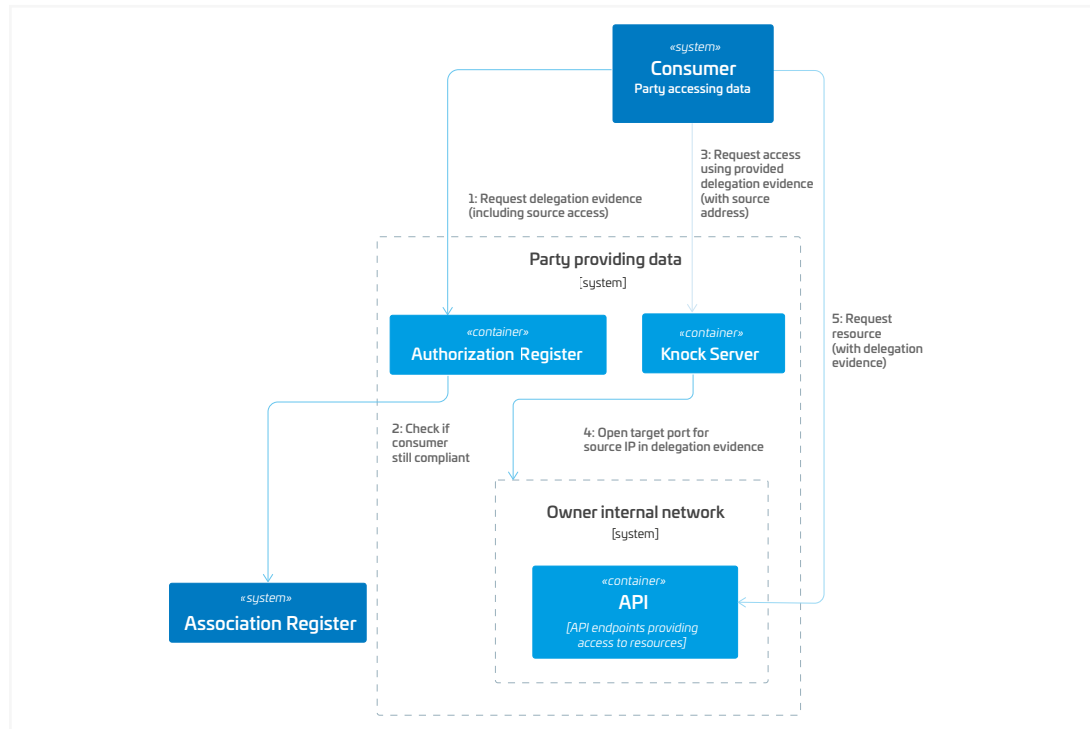 «system»
Consumer
Party accessing data
3: Request access
using provided
delegation evidence
(with source
address)
1: Request delegation evidence
(including source access)
Party providing data
[system]
«container»
Authorization Register
«container»
Knock Server
5: Request
resource
(with delegation
evidence)
2: Check if
consumer
still compliant
4: Open target port for
source IP in delegation evidence
Owner internal network
[system]
«container»
API
[API endpoints providing
access to resources]
«system»
Association Register